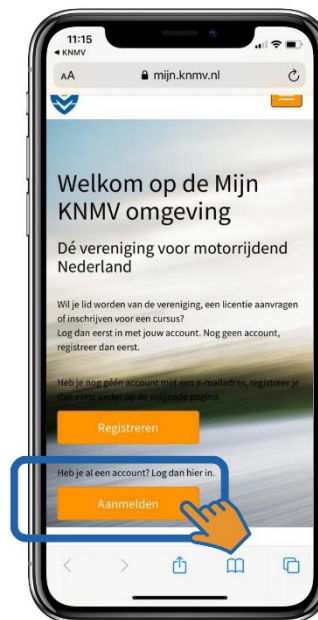 11:15
◀ KNMV
AA
mijn.knmv.nl
Welkom op de Mijn
KNMV omgeving
Dé vereniging voor motorrijdend
Nederland
Wil je lid worden van de vereniging, een licentie aanvragen
of inschrijven voor een cursus?
Log dan eerst in met jouw account. Nog geen account,
registreer dan eerst.
Heb je nog géén account met een e-mailadres, registreer je
dan eerst onder op de volgende pagina.
Registreren
Heb je al een account? Log dan hier in.
Aanmelden